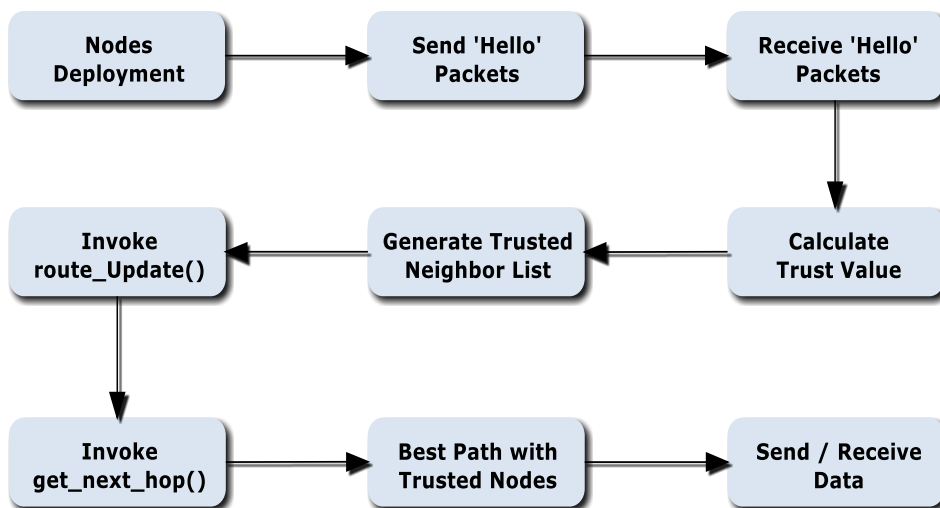 Nodes
Deployment
Send 'Hello'
Packets
Receive 'Hello'
Packets
Calculate
Trust Value
Generate Trusted
Neighbor List
Invoke
route_Update()
Invoke
get_next_hop()
Best Path with
Trusted Nodes
Send / Receive
Data